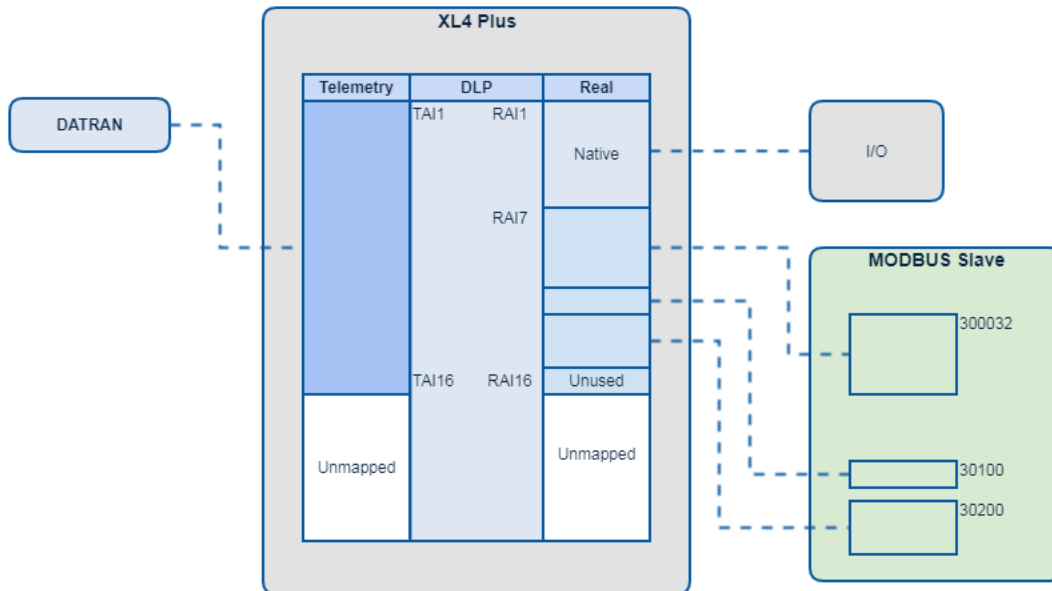 XL4 Plus
Telemetry DLP Real
DATRAN
TAI1 RAI1
Native
I/O
RAI7
MODBUS Slave
300032
TAI16 RAI16 Unused
Unmapped Unmapped
30100
30200